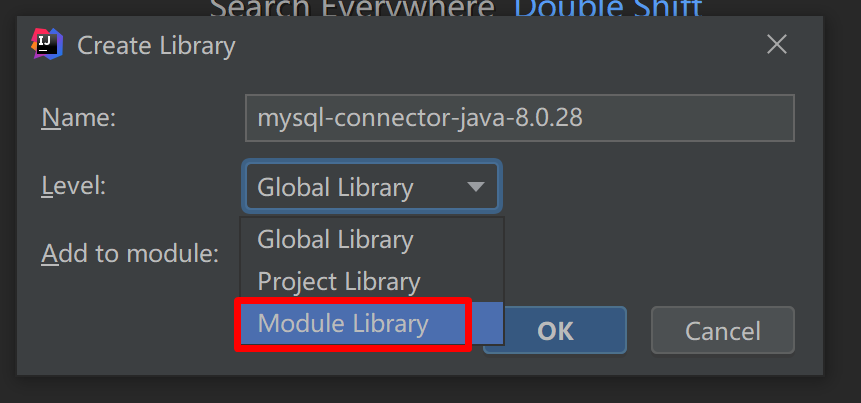 Search Everywhere Double Shift
IJ
Create Library
Name:
mysql-connector-java-8.0.28
Level:
Global Library
Global Library
Add to module:
Project Library
Module Library
OK
Cancel